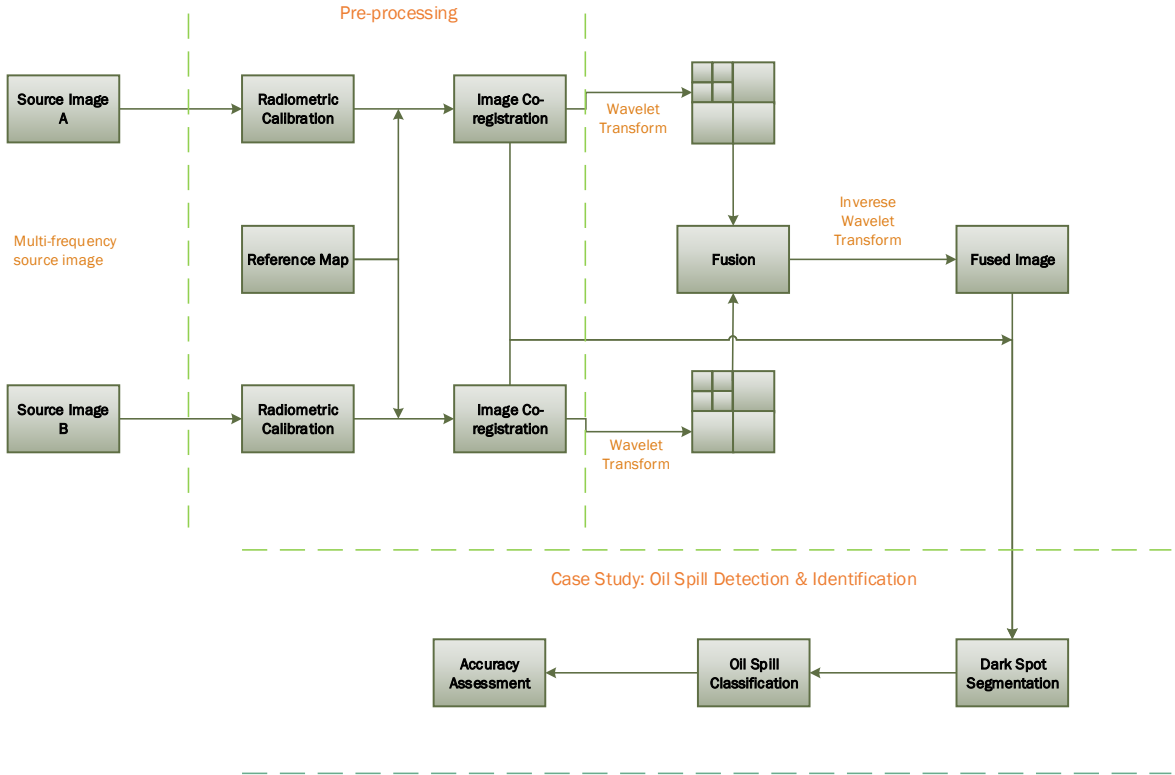 Pre-processing
Source Image
A
Radiometric
Calibration
Image Co-
registration
Wavelet
Transform
Multi-frequency
source image
Reference Map
Fusion
Inverese
Wavelet
Transform
Fused Image
Source Image
B
Radiometric
Calibration
Image Co-
registration
Wavelet
Transform
Case Study: Oil Spill Detection & Identification
Accuracy
Assessment
Oil Spill
Classification
Dark Spot
Segmentation